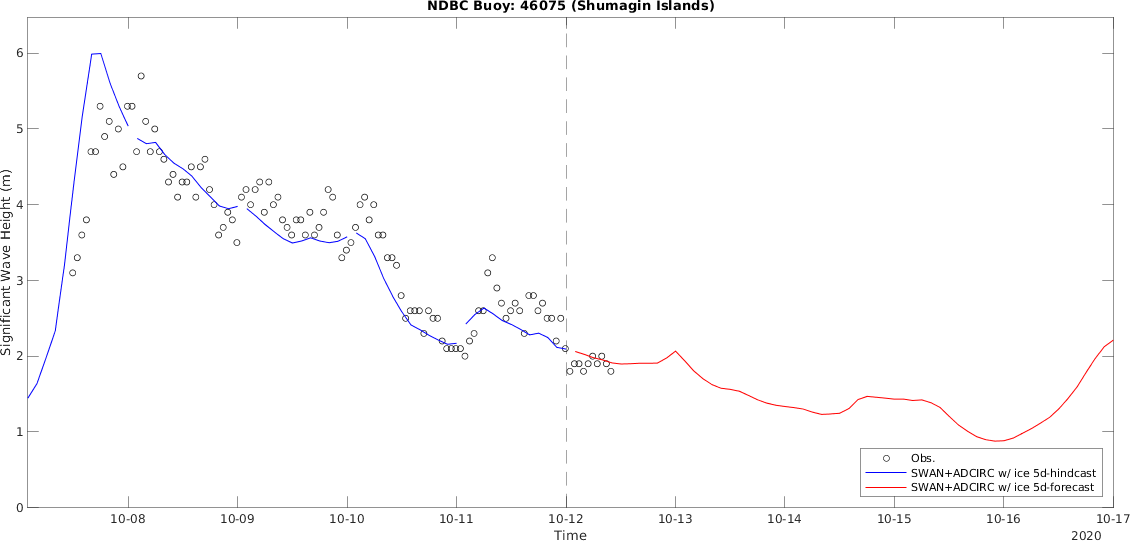 NDBC Buoy: 46075 (Shumagin Islands)
Significant Wave Height (m)
6
5
4
3
2
1
0
Obs.
SWAN+ADCIRC w/ ice 5d-hindcast
SWAN+ADCIRC w/ ice 5d-forecast
10-08 10-09 10-10 10-11 10-12 10-13 10-14 10-15 10-16 10-17
Time
2020